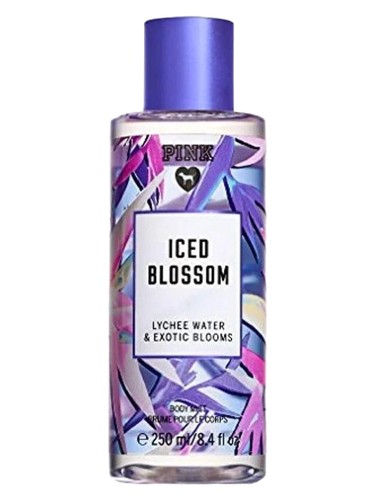 PINK
ICED
BLOSSOM
LYCHEE WATER
& EXOTIC BLOOMS
BODY MIST
BRUME POUR LE CORPS
℮ 250 ml/8.4 fl oz